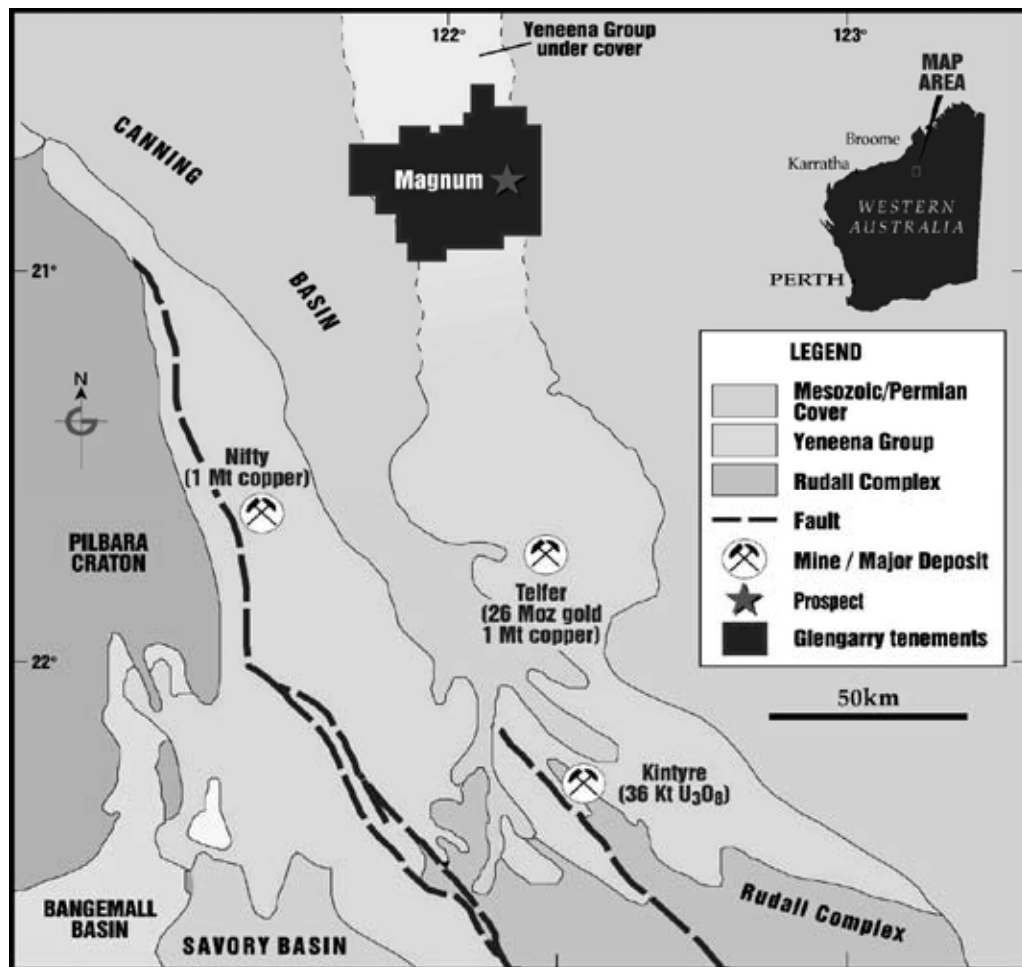 122°
123°
Yeneena Group
under cover
MAP
AREA
CANNING
BASIN
Broome
Karratha
WESTERN
AUSTRALIA
PERTH
Magnum
21°
N
G
LEGEND
Mesozoic/Permian
Cover
Yeneena Group
Rudall Complex
Fault
Mine / Major Deposit
Prospect
Glengarry tenements
50km
Nifty
(1 Mt copper)
PILBARA
CRATON
Telfer
(26 Moz gold
1 Mt copper)
22°
Kintyre
(36 Kt U₃O₈)
Rudall Complex
BANGEMALL
BASIN
SAVORY BASIN